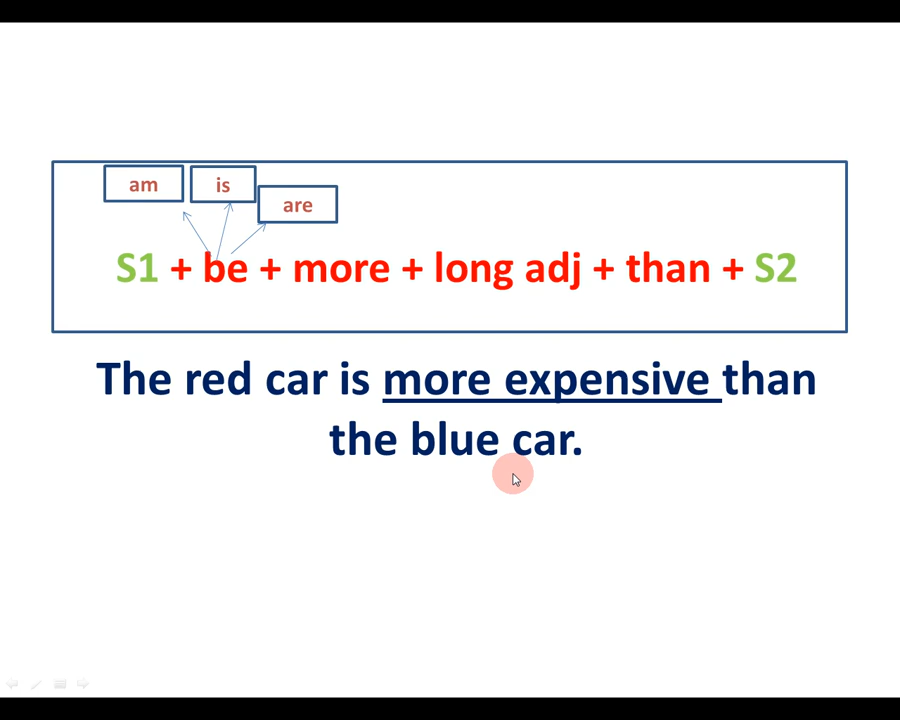 am
is
are
S1 + be + more + long adj + than + S2
The red car is more expensive than
the blue car.